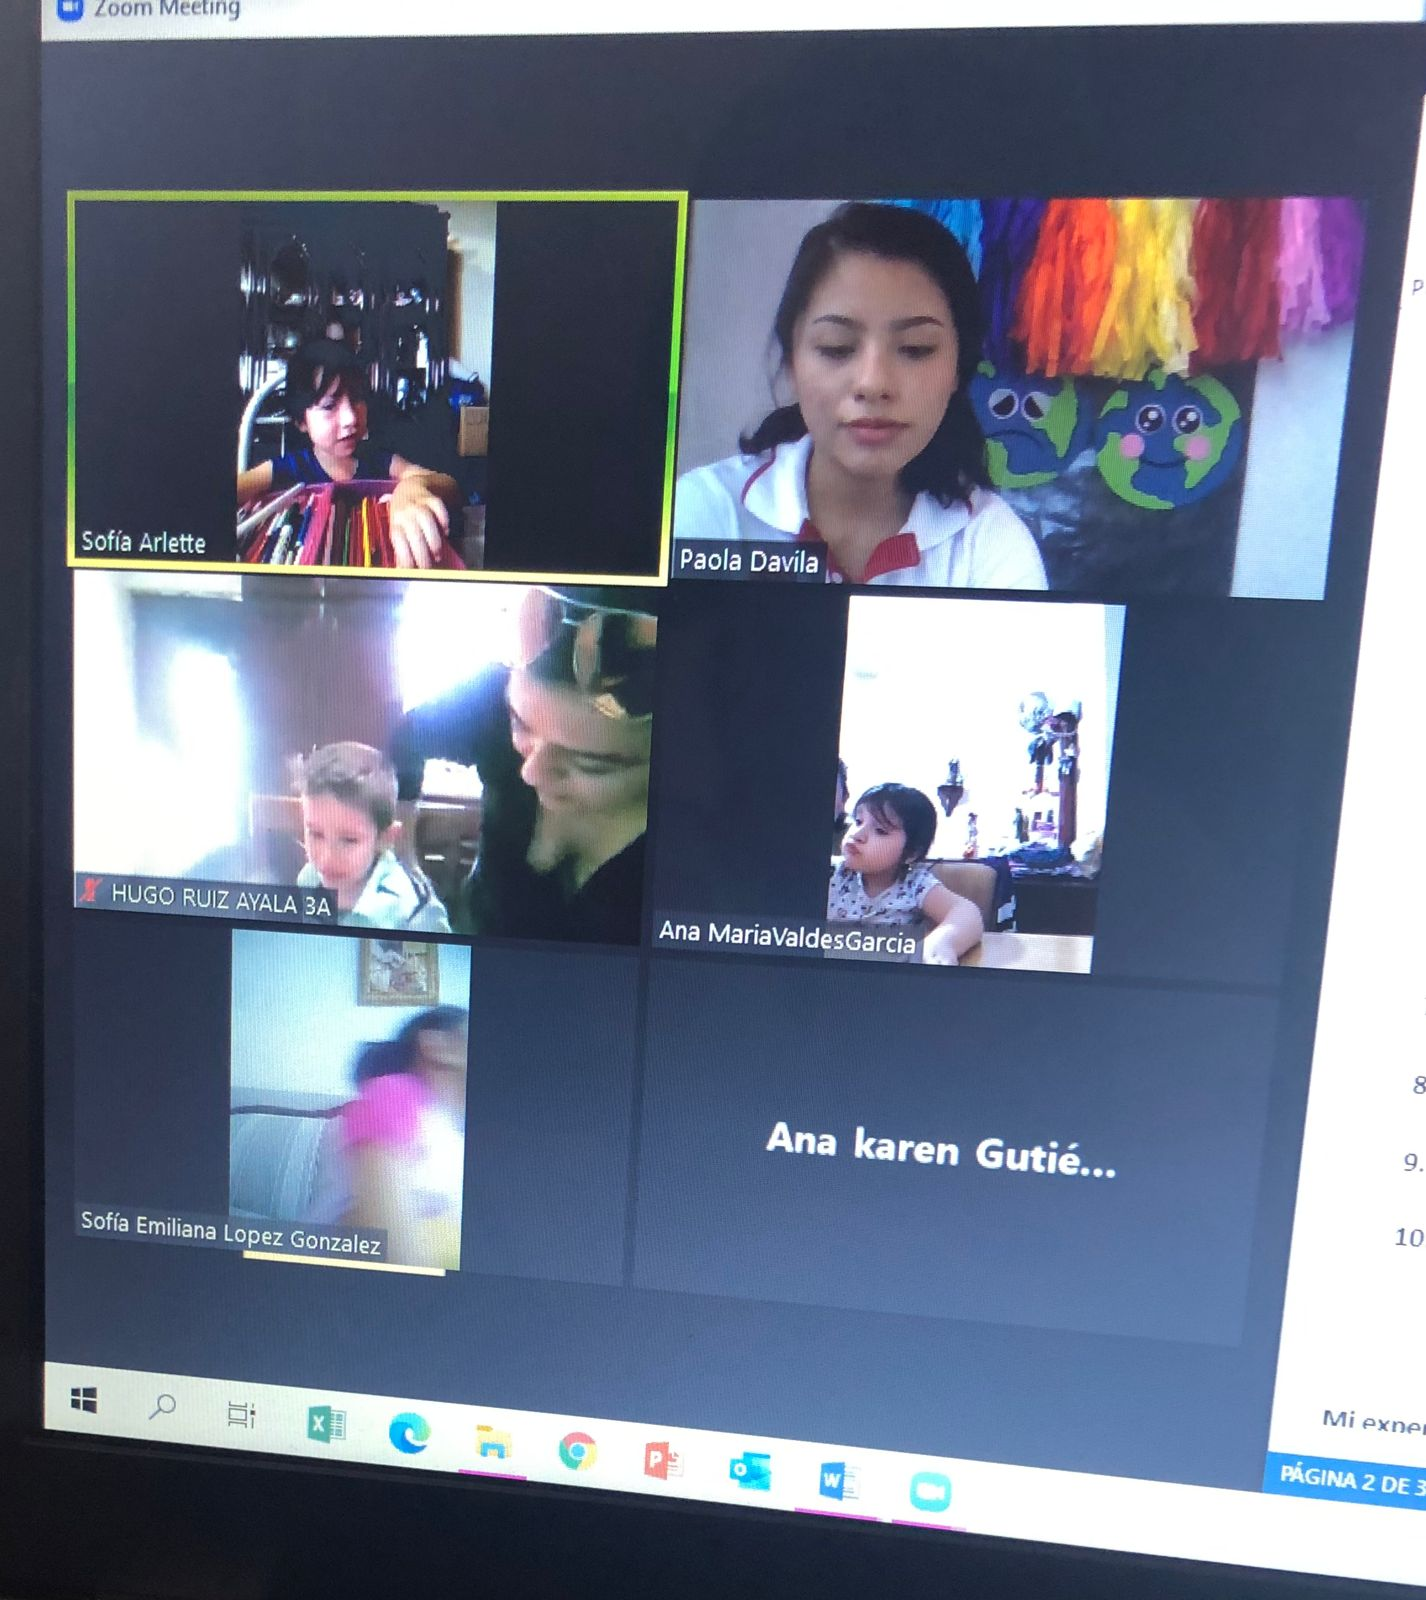 Zoom Meeting
Sofía Arlette
Paola Davila
HUGO RUIZ AYALA 3A
Ana MariaValdesGarcia
Sofía Emiliana Lopez Gonzalez
Ana karen Gutié...
P
8
9.
10
Mi exper
PÁGINA 2 DE 3